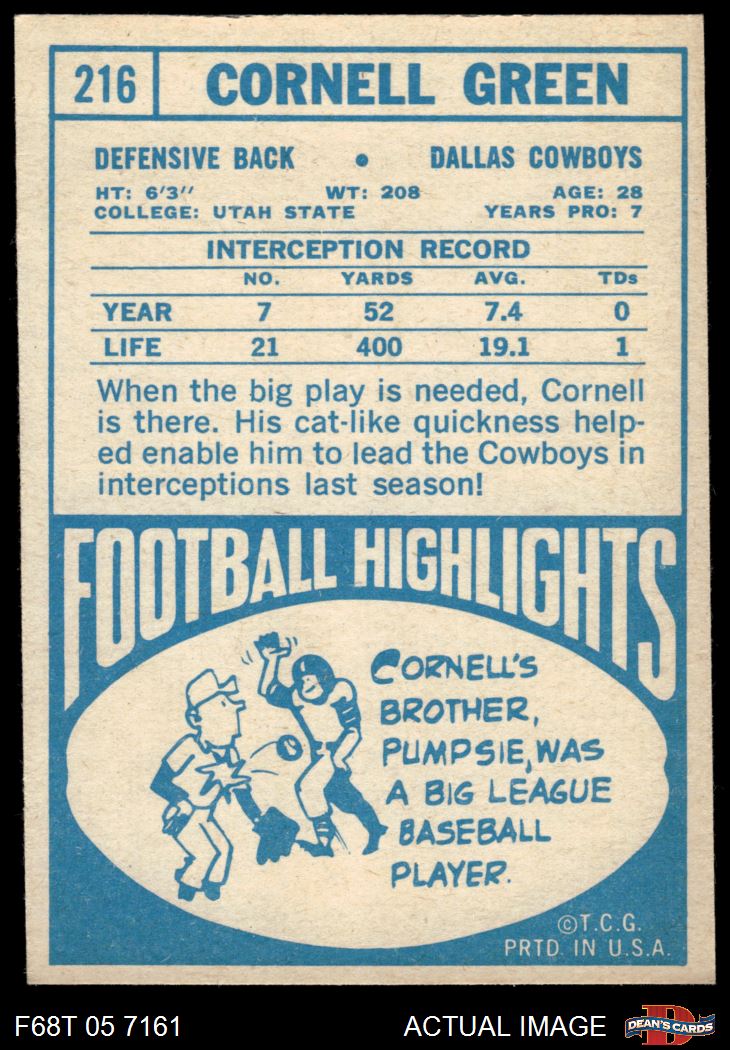 216 CORNELL GREEN
DEFENSIVE BACK • DALLAS COWBOYS
HT: 6'3'' WT: 208 AGE: 28
COLLEGE: UTAH STATE YEARS PRO: 7
INTERCEPTION RECORD
NO. YARDS AVG. TDs
YEAR 7 52 7.4 0
LIFE 21 400 19.1 1
When the big play is needed, Cornell
is there. His cat-like quickness help-
ed enable him to lead the Cowboys in
interceptions last season!
FOOTBALL HIGHLIGHTS
CORNELL'S
BROTHER,
PUMPSIE, WAS
A BIG LEAGUE
BASEBALL
PLAYER.
©T.C.G.
PRTD. IN U.S.A.
F68T 05 7161 ACTUAL IMAGE D DEAN'S CARDS